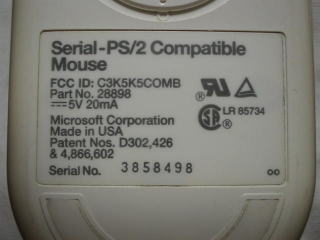 Serial-PS/2 Compatible
Mouse
FCC ID: C3K5K5COMB
Part No. 28898
5V 20mA
Microsoft Corporation
Made in USA
Patent Nos. D302,426
& 4,866,602
Serial No. 3858498
LR 85734